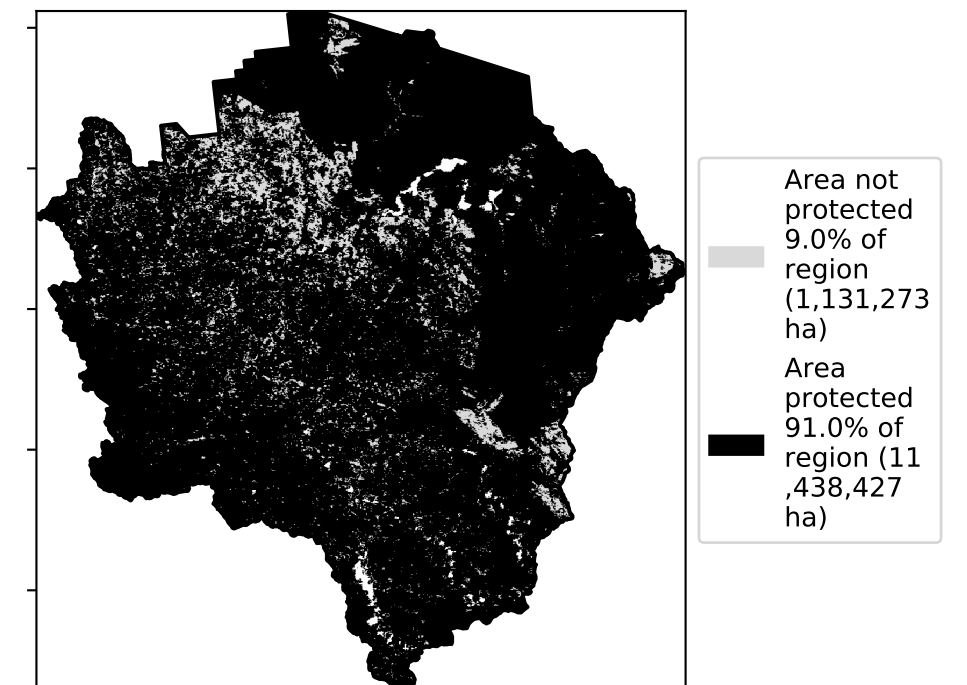 Area not
protected
9.0% of
region
(1,131,273
ha)
Area
protected
91.0% of
region (11
,438,427
ha)